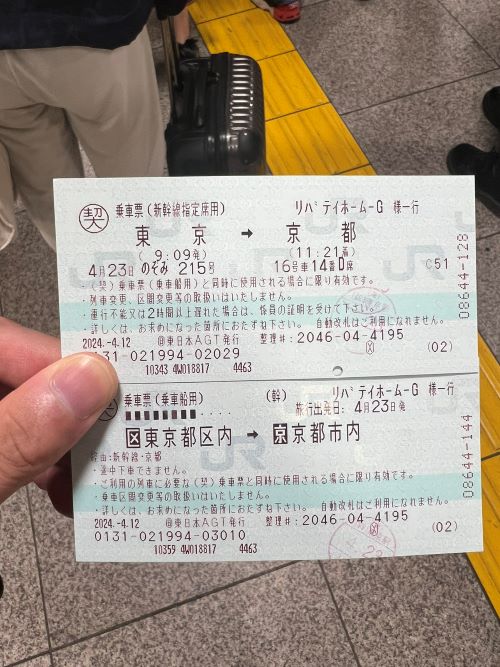 契 乗車票(新幹線指定席用) リバテイホームーG 様一行
東 京 → 京 都
(9:09発) (11:21着)
4月23日 のぞみ 215号 16号車14番D席 C51
・(契)乗車票(乗車船用)と同時に使用される場合に限り有効です。
・列車変更、区間変更等の取扱いはいたしません。
・運行不能又は2時間以上遅れた場合は、係員の証明を受けて下さい。
・詳しくは、お求めになった箇所におたずね下さい。 自動改札はご利用になれません。
2024.-4.12 @東日本AGT発行 整理#:2046-04-4195
0131-021994-02029 (02)
10343 4W018817 4463
08644-128
契 乗車票(乗車船用) (幹) リバテイホームーG 様一行
旅行出発日: 4月23日発
区東京都区内 → 京京都市内
経由:新幹線・京都
・途中下車できません。
・ご利用の列車に必要な(契)乗車票と同時に使用される場合に限り有効です。
・乗車区間変更等の取扱いはいたしません。
・詳しくは、お求めになった箇所におたずね下さい。 自動改札はご利用になれません。
2024.-4.12 @東日本AGT発行 整理#:2046-04-4195
0131-021994-03010 (02)
10359 4W018817 4463
08644-144